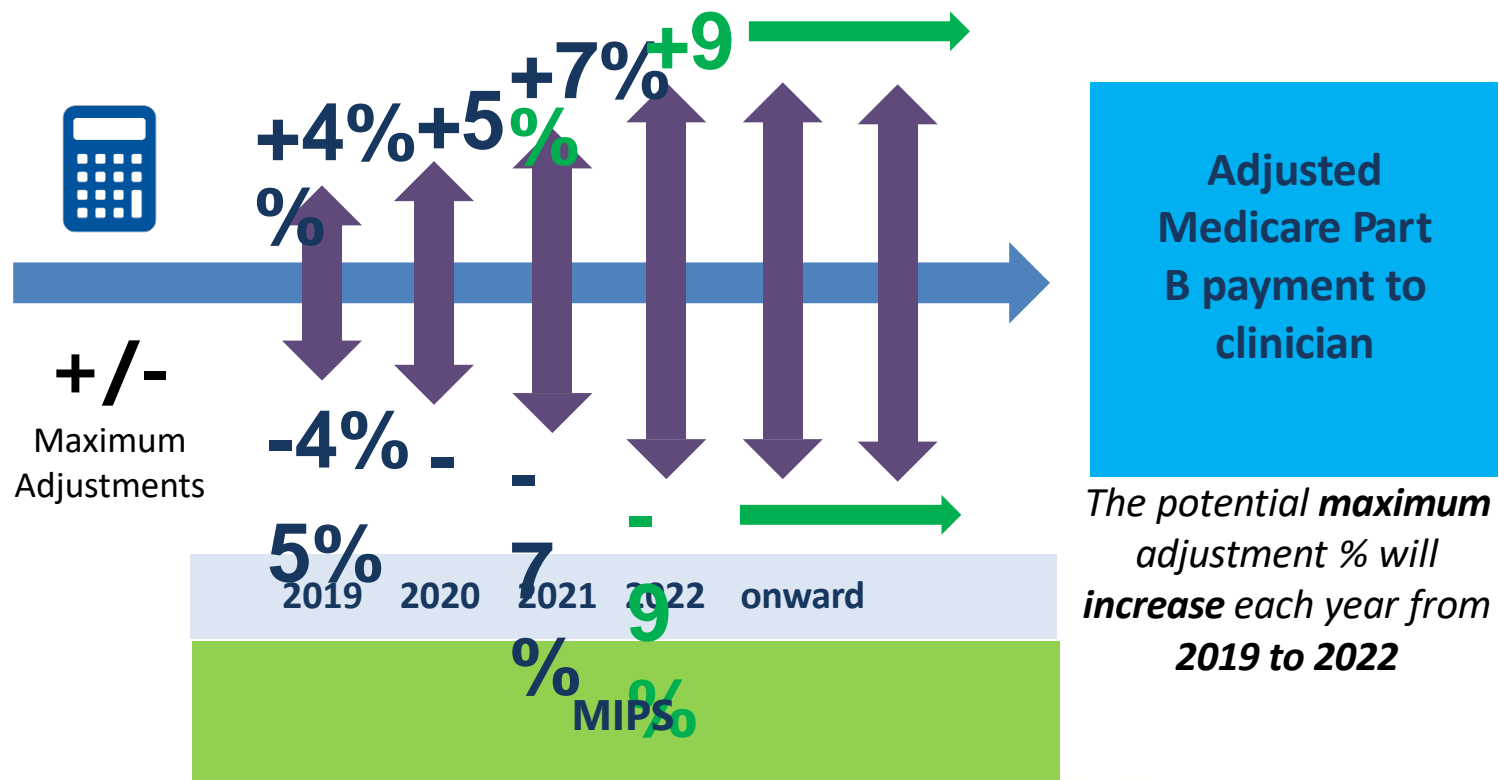 +4%+5
%
+7%
%
+9
+/-
Maximum
Adjustments
-4% -
5%
-
7
%
-
9
%
2019 2020 2021 2022 onward
MIPS
Adjusted
Medicare Part
B payment to
clinician
The potential maximum
adjustment % will
increase each year from
2019 to 2022